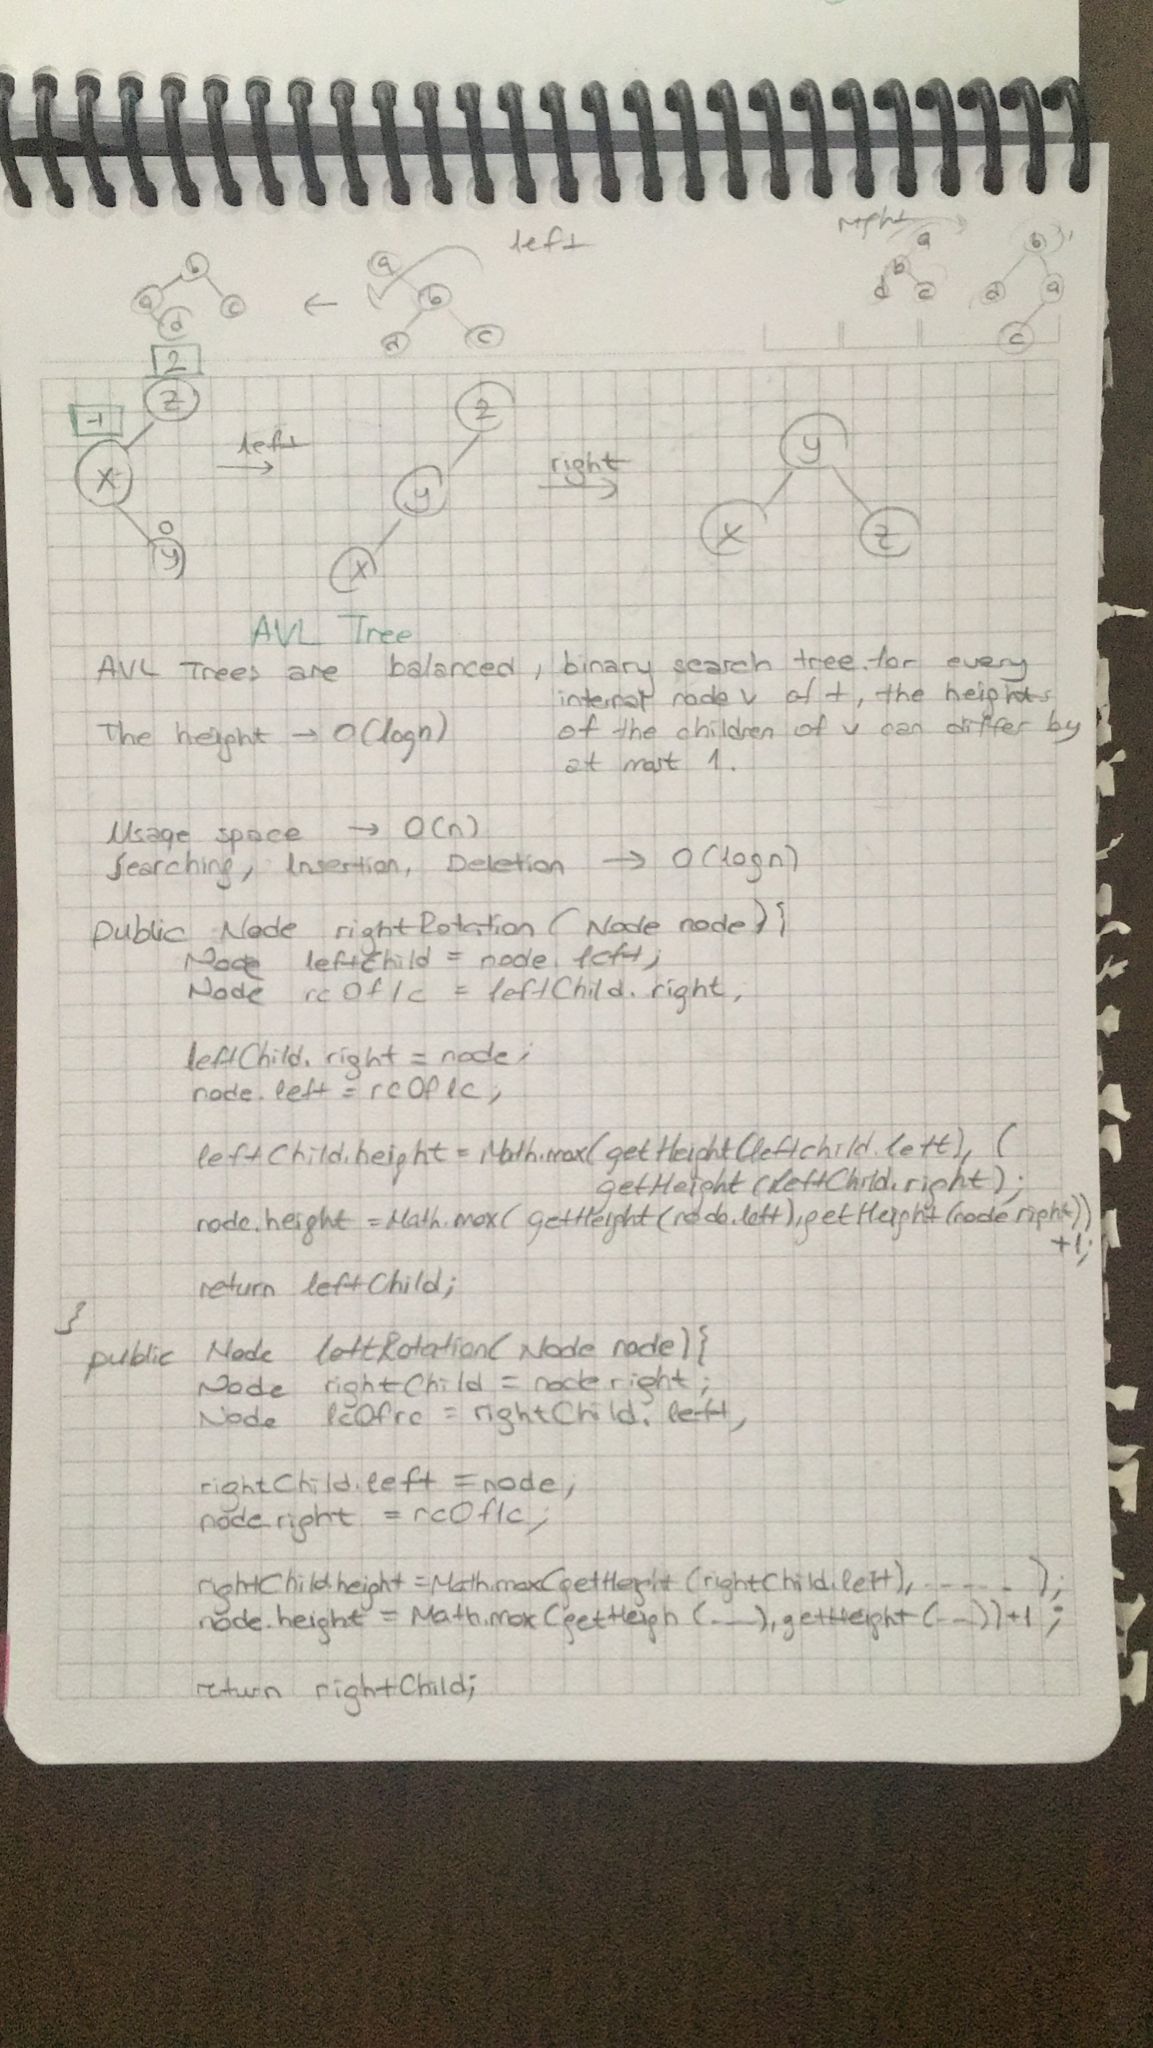 left
right
b
a
c
d
←
a
b
d
c
a
b
d
c
b
d
a
c
2
z
-1
x
0
y
left
→
z
y
x
right
→
y
x
z
AVL Tree
AVL Trees are balanced, binary search tree. for every
internal node v of t, the heights
The height → O(logn) of the children of v can differ by
at most 1.
Usage space → O(n)
Searching, Insertion, Deletion → O(logn)
public Node rightRotation(Node node){
Node leftChild = node.left;
Node rcOflc = leftChild.right,
leftChild.right = node;
node.left = rcOflc;
leftChild.height = Math.max(getHeight(leftchild.left), (
getHeight(leftChild.right);
node.height = Math.max(getHeight(node.left), getHeight(node right))
+1;
return leftChild;
}
public Node leftRotation(Node node){
Node rightChild = node right;
Node lcOfrc = rightChild.left,
rightChild.left = node,
node right = rcOflc;
rightChild.height = Math.max(getHeight(rightChild.left), ------);
node.height = Math.max(getHeigh(---), getHeight(---))+1;
return rightChild;